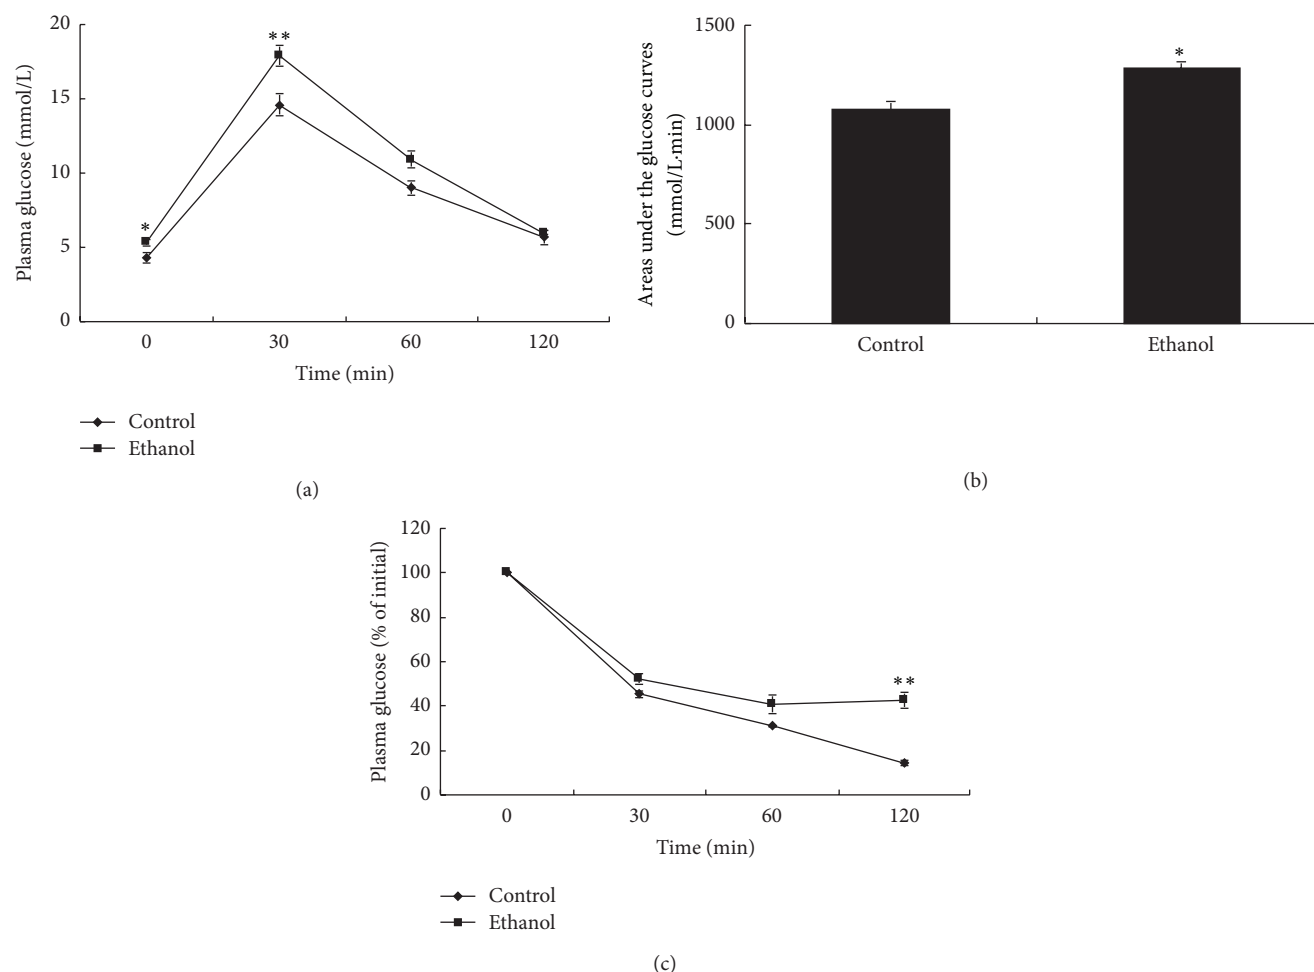 Plasma glucose (mmol/L)
20
15
10
5
0
**
*
0 30 60 120
Time (min)
Control
Ethanol
(a)
Areas under the glucose curves
(mmol/L·min)
1500
1000
500
0
*
Control Ethanol
(b)
Plasma glucose (% of initial)
120
100
80
60
40
20
0
**
0 30 60 120
Time (min)
Control
Ethanol
(c)